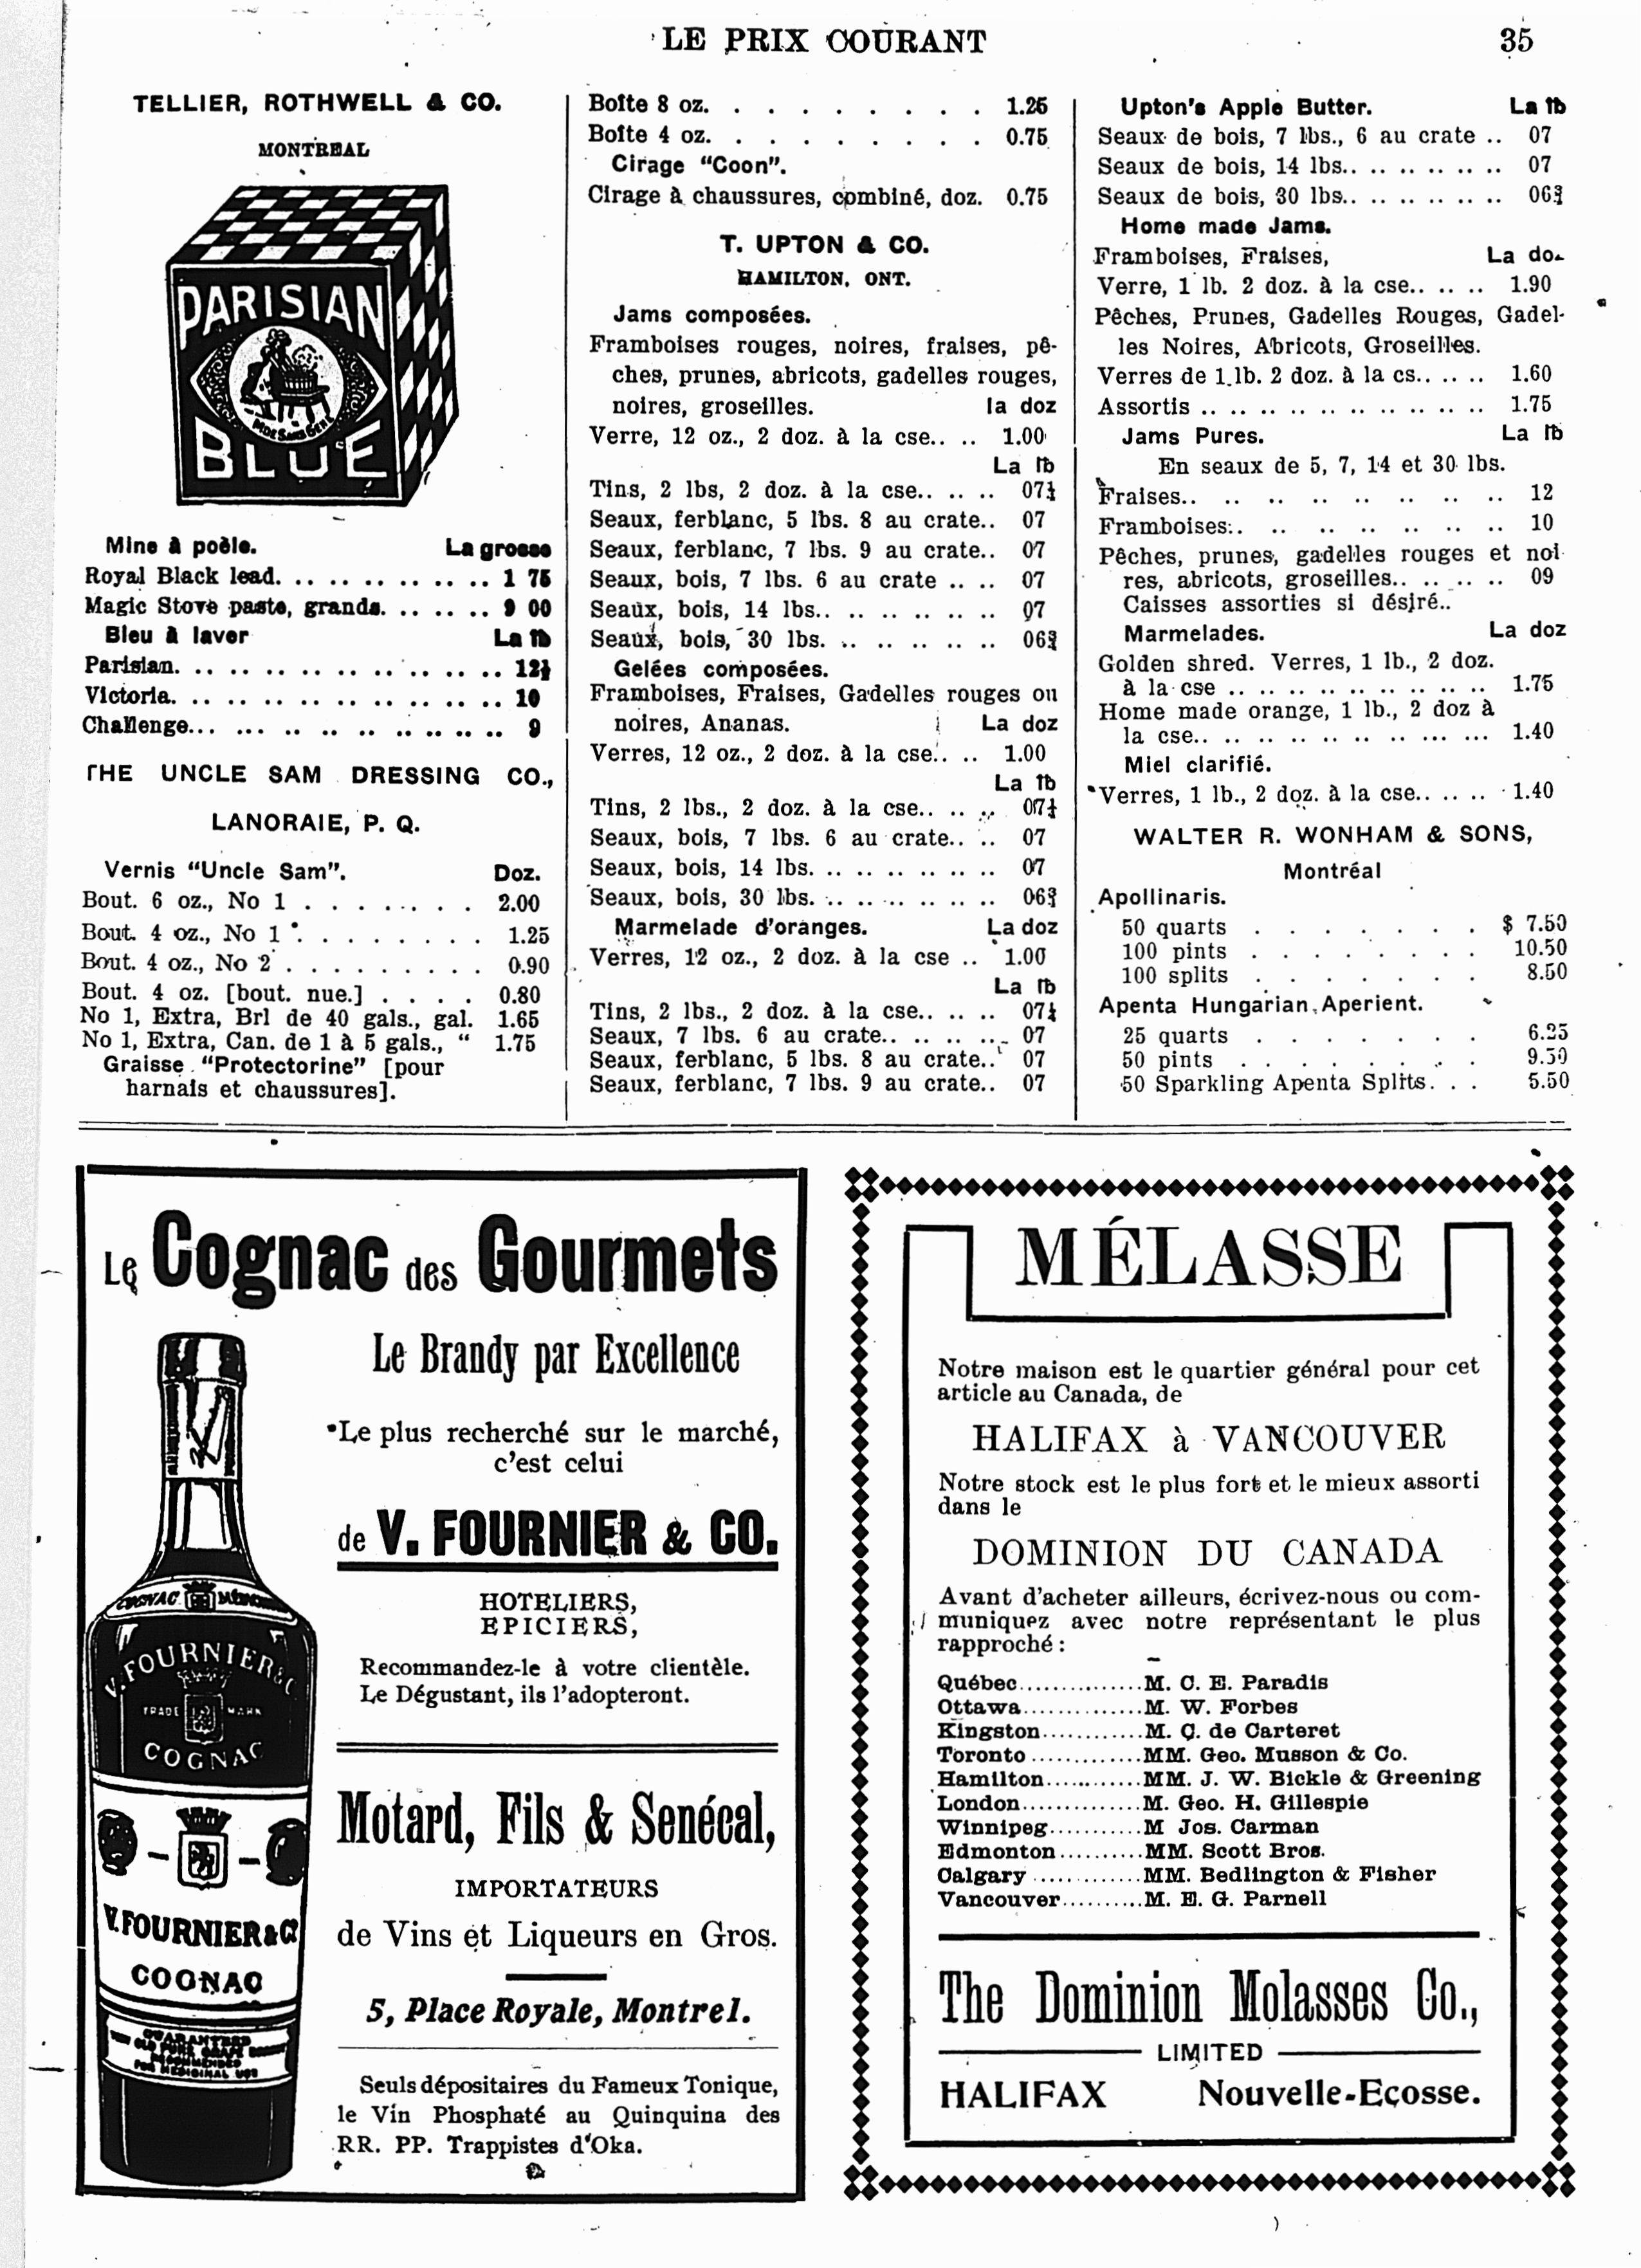 LE PRIX COURANT
35
TELLIER, ROTHWELL & CO.
MONTREAL
PARISIAN
PIDE SANS GENE
BLUE
Mine à poële. La grosse
Royal Black lead. .. .. .. .. .. .. .. 1 75
Magic Stove paste, grands. .. .. .. 9 00
Bleu à laver La lb
Parisian. .. .. .. .. .. .. .. .. .. .. .. 12½
Victoria. .. .. .. .. .. .. .. .. .. .. .. 10
Challenge... ... .. .. .. .. .. .. .. 9
THE UNCLE SAM DRESSING CO.,
LANORAIE, P. Q.
Vernis "Uncle Sam". Doz.
Bout. 6 oz., No 1 . . . . . . . 2.00
Bout. 4 oz., No 1 . . . . . . . 1.25
Bout. 4 oz., No 2 . . . . . . . . . 0.90
Bout. 4 oz. [bout. nue.] . . . . 0.80
No 1, Extra, Brl de 40 gals., gal. 1.65
No 1, Extra, Can. de 1 à 5 gals., " 1.75
Graisse "Protectorine" [pour
harnais et chaussures].
Boîte 8 oz. . . . . . . . . . 1.25
Boîte 4 oz. . . . . . . . . . 0.75
Cirage "Coon".
Cirage à chaussures, combiné, doz. 0.75
T. UPTON & CO.
HAMILTON, ONT.
Jams composées.
Framboises rouges, noires, fraises, pê-
ches, prunes, abricots, gadelles rouges,
noires, groseilles. la doz
Verre, 12 oz., 2 doz. à la cse.. .. 1.00
La lb
Tins, 2 lbs, 2 doz. à la cse.. .. .. 07½
Seaux, ferblanc, 5 lbs. 8 au crate.. 07
Seaux, ferblanc, 7 lbs. 9 au crate.. 07
Seaux, bois, 7 lbs. 6 au crate .. .. 07
Seaux, bois, 14 lbs.. .. .. .. .. .. 07
Seaux, bois, 30 lbs. .. .. .. .. .. .. 06¾
Gelées composées.
Framboises, Fraises, Gadelles rouges ou
noires, Ananas. La doz
Verres, 12 oz., 2 doz. à la cse.. .. 1.00
La lb
Tins, 2 lbs., 2 doz. à la cse.. .. .. 07½
Seaux, bois, 7 lbs. 6 au crate.. .. 07
Seaux, bois, 14 lbs. .. .. .. .. .. .. 07
Seaux, bois, 30 lbs. .. .. .. .. .. .. 06¾
Marmelade d'oranges. La doz
Verres, 12 oz., 2 doz. à la cse .. 1.00
La lb
Tins, 2 lbs., 2 doz. à la cse.. .. .. 07½
Seaux, 7 lbs. 6 au crate.. .. .. .. 07
Seaux, ferblanc, 5 lbs. 8 au crate.. 07
Seaux, ferblanc, 7 lbs. 9 au crate.. 07
Upton's Apple Butter. La lb
Seaux de bois, 7 lbs., 6 au crate .. 07
Seaux de bois, 14 lbs.. .. .. .. .. .. 07
Seaux de bois, 30 lbs.. .. .. .. .. .. 06¾
Home made Jams.
Framboises, Fraises, La do.
Verre, 1 lb. 2 doz. à la cse.. .. .. 1.90
Pêches, Prunes, Gadelles Rouges, Gadel-
les Noires, Abricots, Groseilles.
Verres de 1 lb. 2 doz. à la cs.. .. .. 1.60
Assortis .. .. .. .. .. .. .. .. .. .. 1.75
Jams Pures. La lb
En seaux de 5, 7, 14 et 30 lbs.
Fraises.. .. .. .. .. .. .. .. 12
Framboises.. .. .. .. .. .. .. 10
Pêches, prunes, gadelles rouges et noi
res, abricots, groseilles.. .. .. .. 09
Caisses assorties si désiré..
Marmelades. La doz
Golden shred. Verres, 1 lb., 2 doz.
à la cse .. .. .. .. .. .. .. .. .. 1.75
Home made orange, 1 lb., 2 doz à
la cse.. .. .. .. .. .. .. .. ... ... 1.40
Miel clarifié.
Verres, 1 lb., 2 doz. à la cse.. .. .. 1.40
WALTER R. WONHAM & SONS,
Montréal
Apollinaris.
50 quarts . . . . . . . $ 7.50
100 pints . . . . . . . 10.50
100 splits . . . . . . . 8.50
Apenta Hungarian Aperient.
25 quarts . . . . . . . 6.25
50 pints . . . . . . . 9.50
50 Sparkling Apenta Splits. . . 5.50
Le Cognac des Gourmets
Le Brandy par Excellence
Le plus recherché sur le marché,
c'est celui
de V. FOURNIER & CO.
HOTELIERS,
EPICIERS,
Recommandez-le à votre clientèle.
Le Dégustant, ils l'adopteront.
Motard, Fils & Senécal,
IMPORTATEURS
de Vins et Liqueurs en Gros.
5, Place Royale, Montrel.
Seuls dépositaires du Fameux Tonique,
le Vin Phosphaté au Quinquina des
RR. PP. Trappistes d'Oka.
COGNAC
V. FOURNIER & C
TRADE MARK
COGNAC
V. FOURNIER & Co
COGNAC
GUARANTEED
RECOMMENDED
FOR MEDICINAL USE
MÉLASSE
Notre maison est le quartier général pour cet
article au Canada, de
HALIFAX à VANCOUVER
Notre stock est le plus fort et le mieux assorti
dans le
DOMINION DU CANADA
Avant d'acheter ailleurs, écrivez-nous ou com-
muniquez avec notre représentant le plus
rapproché :
Québec...............M. C. E. Paradis
Ottawa..............M. W. Forbes
Kingston............M. C. de Carteret
Toronto .............MM. Geo. Musson & Co.
Hamilton............MM. J. W. Bickle & Greening
London..............M. Geo. H. Gillespie
Winnipeg...........M Jos. Carman
Edmonton..........MM. Scott Bros.
Calgary .............MM. Bedlington & Fisher
Vancouver..........M. E. G. Parnell
The Dominion Molasses Co.,
LIMITED
HALIFAX Nouvelle-Ecosse.